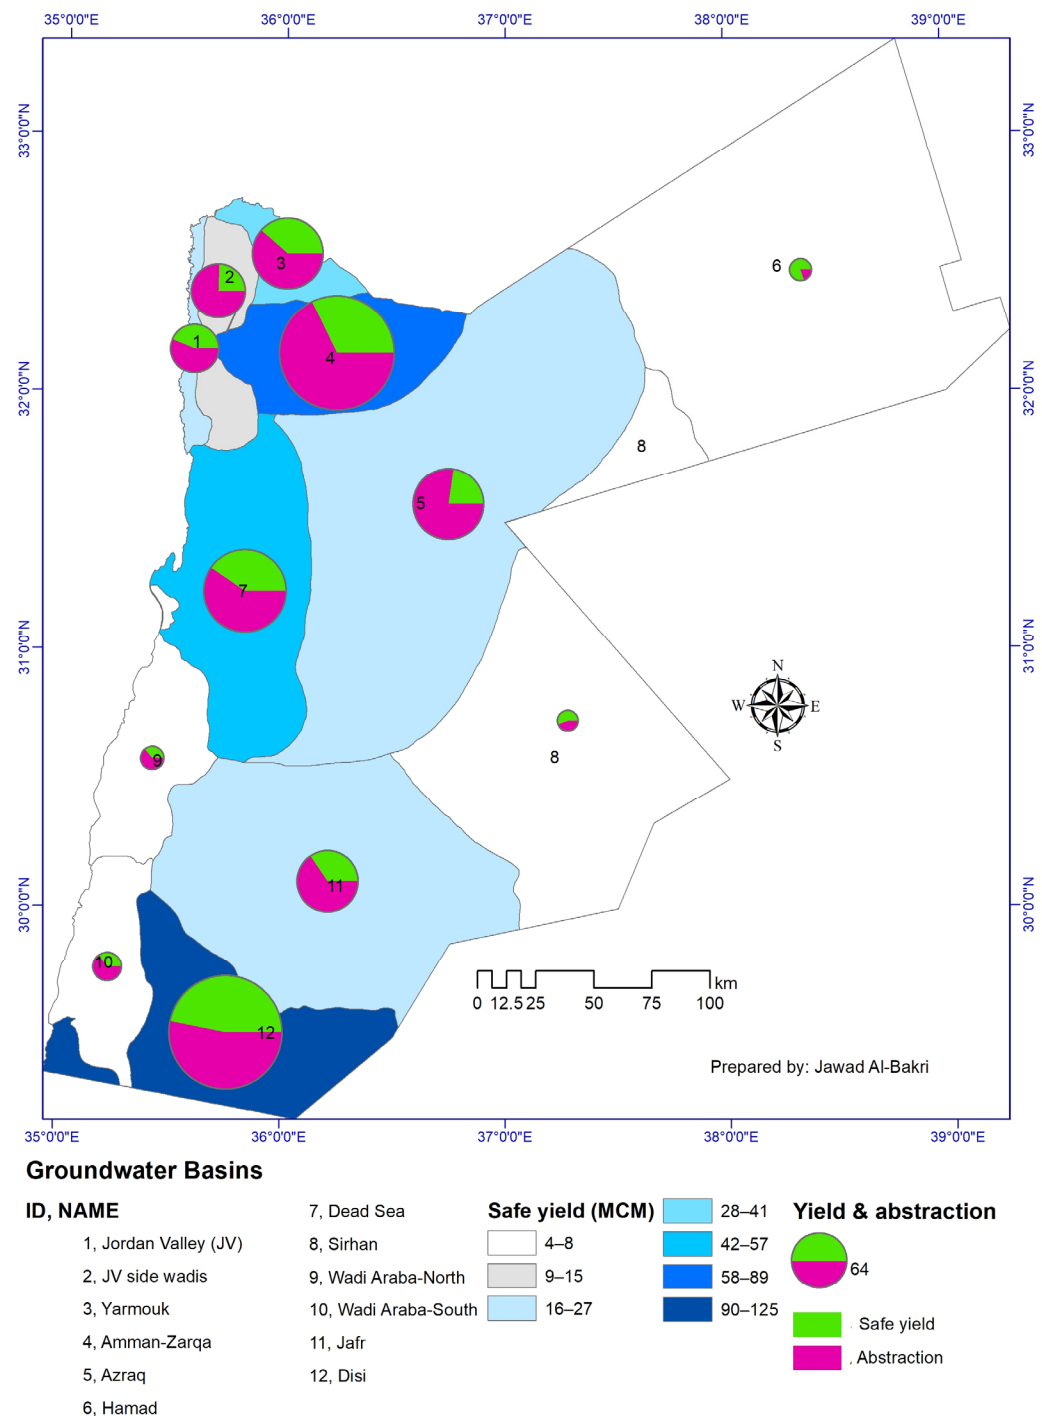 35°0'0"E 36°0'0"E 37°0'0"E 38°0'0"E 39°0'0"E
33°0'0"N 33°0'0"N
6
2
3
1
4
32°0'0"N 32°0'0"N
8
5
7
31°0'0"N 31°0'0"N
N
W E
S
8
9
11
30°0'0"N 30°0'0"N
10
km
0 12.5 25 50 75 100
12
Prepared by: Jawad Al-Bakri
35°0'0"E 36°0'0"E 37°0'0"E 38°0'0"E 39°0'0"E
Groundwater Basins
ID, NAME
1, Jordan Valley (JV)
2, JV side wadis
3, Yarmouk
4, Amman-Zarqa
5, Azraq
6, Hamad
7, Dead Sea
8, Sirhan
9, Wadi Araba-North
10, Wadi Araba-South
11, Jafr
12, Disi
Safe yield (MCM)
4–8
9–15
16–27
28–41
42–57
58–89
90–125
Yield & abstraction
64
. Safe yield
, Abstraction